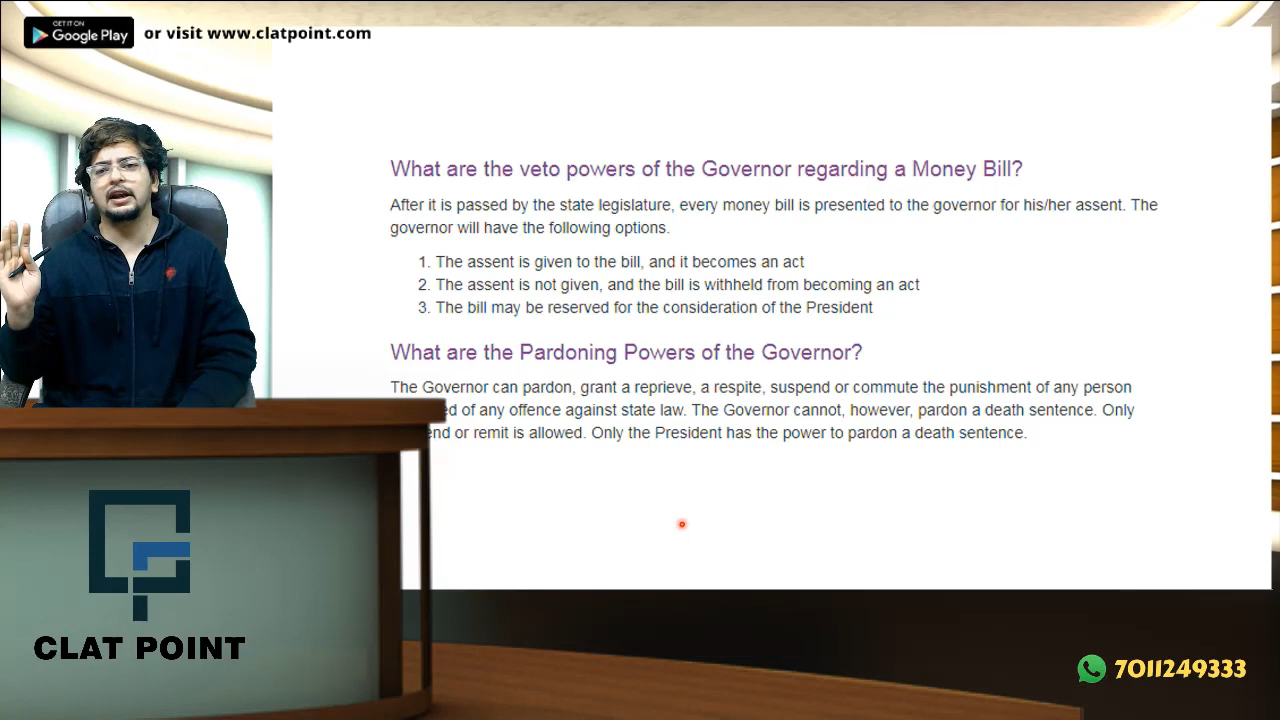 GET IT ON
Google Play
or visit www.clatpoint.com
What are the veto powers of the Governor regarding a Money Bill?
After it is passed by the state legislature, every money bill is presented to the governor for his/her assent. The
governor will have the following options.
1. The assent is given to the bill, and it becomes an act
2. The assent is not given, and the bill is withheld from becoming an act
3. The bill may be reserved for the consideration of the President
What are the Pardoning Powers of the Governor?
The Governor can pardon, grant a reprieve, a respite, suspend or commute the punishment of any person
of any offence against state law. The Governor cannot, however, pardon a death sentence. Only
or remit is allowed. Only the President has the power to pardon a death sentence.
CLAT POINT
7011249333